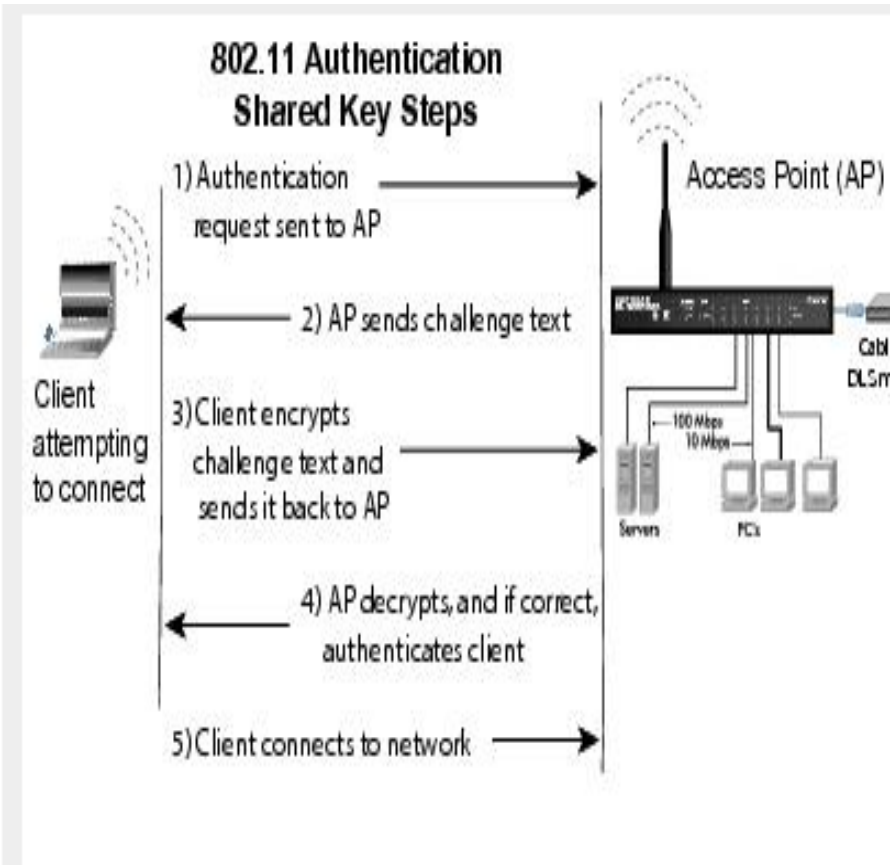 802.11 Authentication
Shared Key Steps
1) Authentication
request sent to AP
Access Point (AP)
2) AP sends challenge text
Client
attempting
to connect
3) Client encrypts
challenge text and
sends it back to AP
100 Mbps
10 Mbps
Servers
PC's
4) AP decrypts, and if correct,
authenticates client
5) Client connects to network